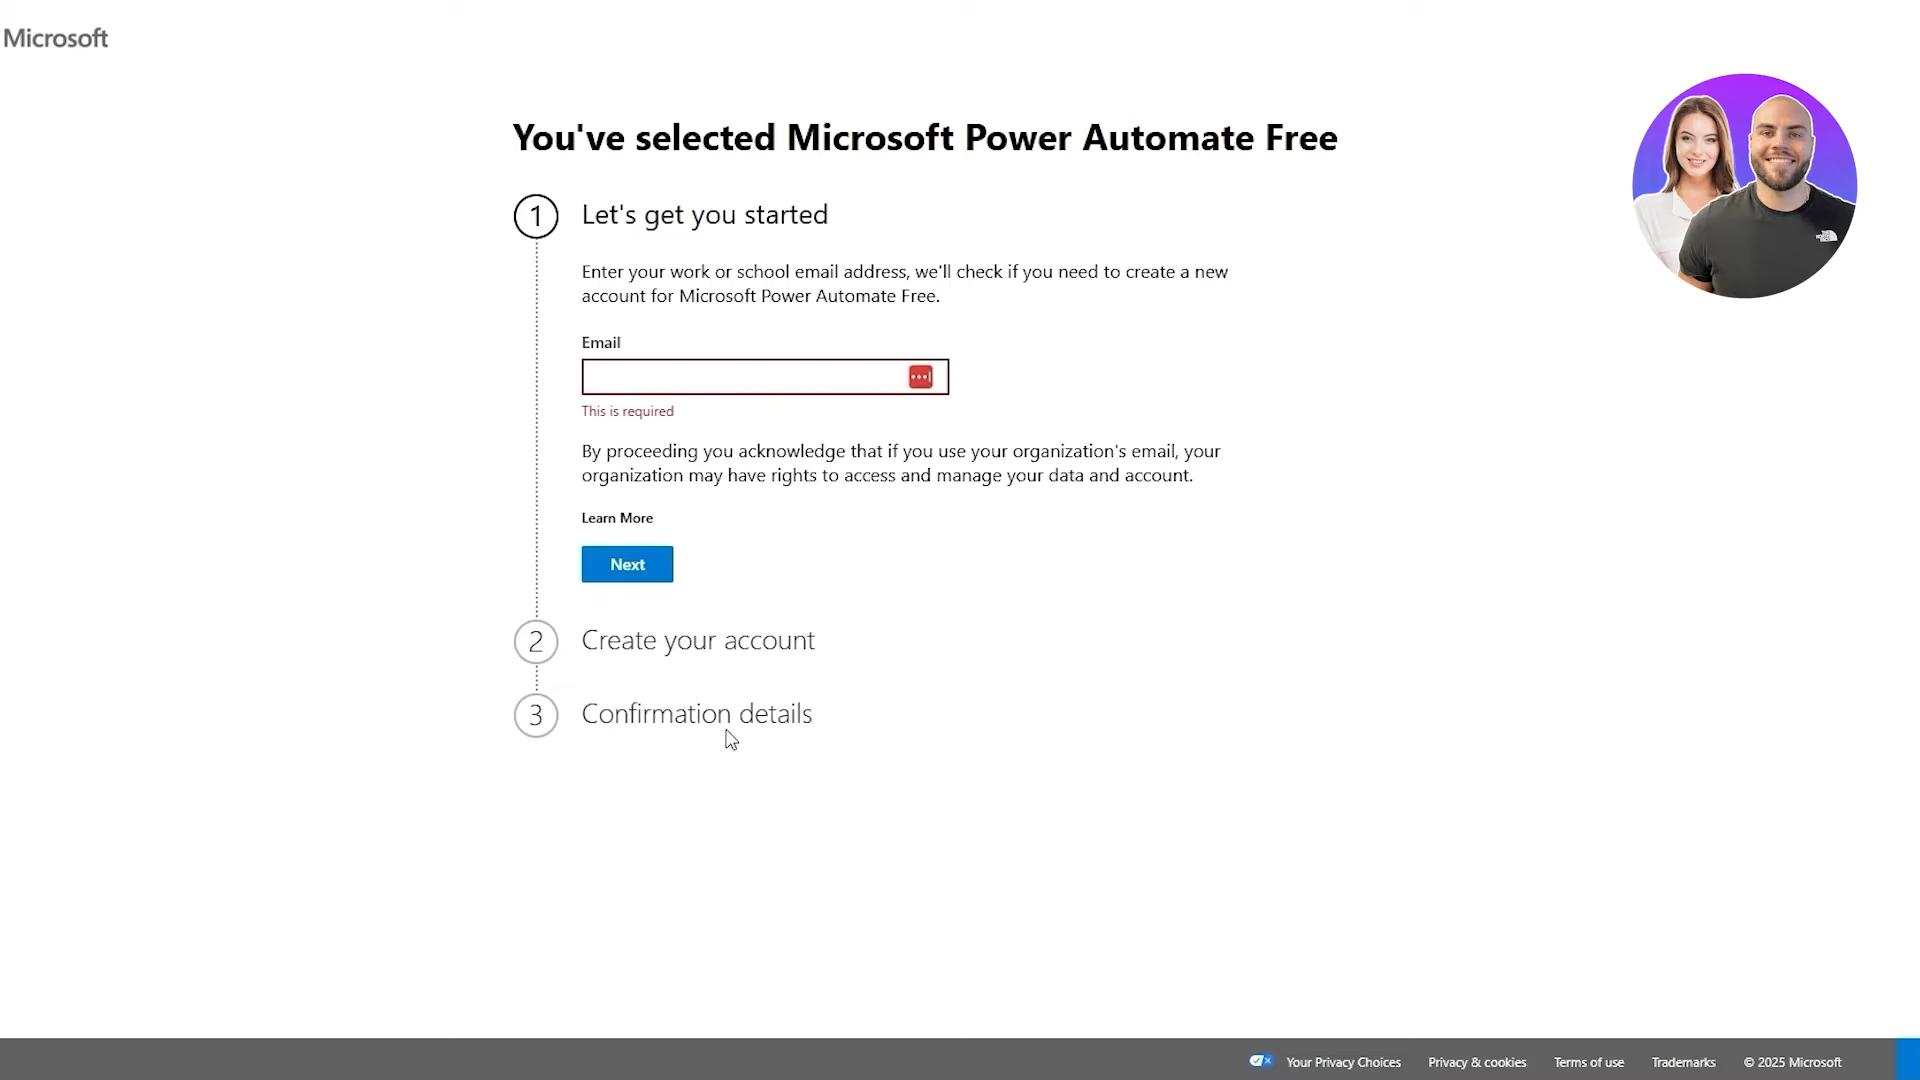 Microsoft
You've selected Microsoft Power Automate Free
1 Let's get you started
Enter your work or school email address, we'll check if you need to create a new
account for Microsoft Power Automate Free.
Email
This is required
By proceeding you acknowledge that if you use your organization's email, your
organization may have rights to access and manage your data and account.
Learn More
Next
2 Create your account
3 Confirmation details
Your Privacy Choices Privacy & cookies Terms of use Trademarks © 2025 Microsoft